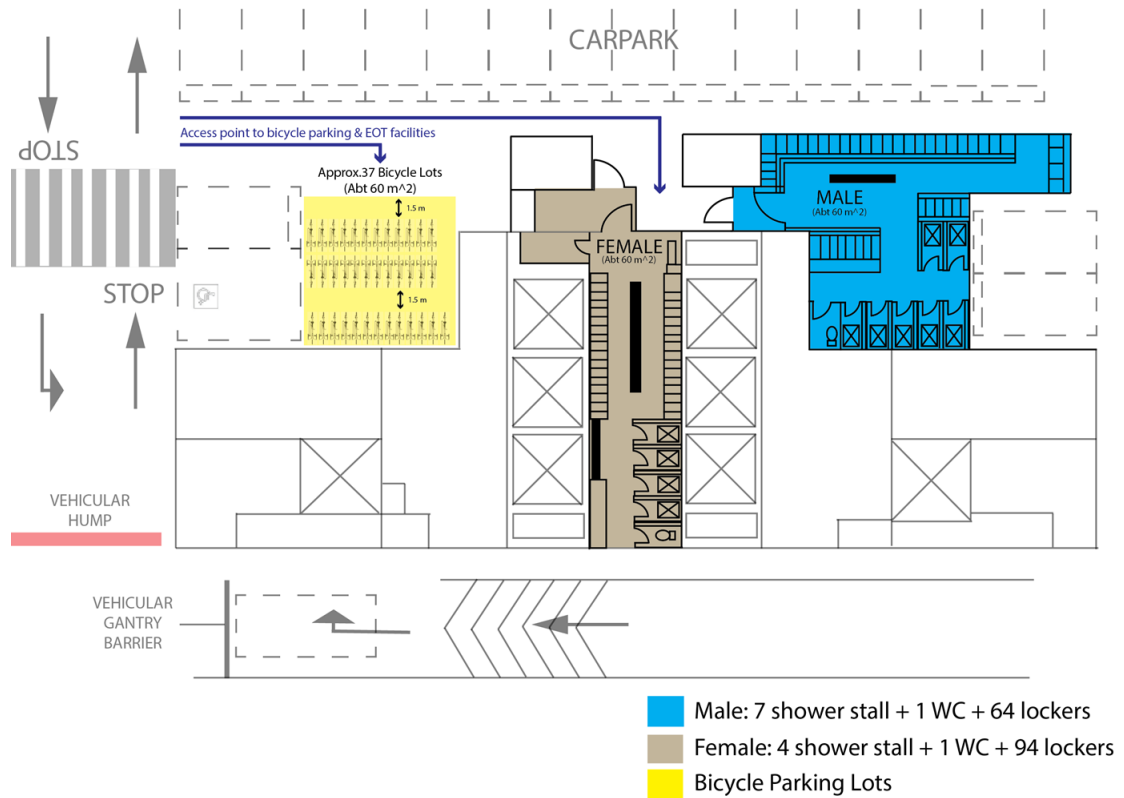 CARPARK
Access point to bicycle parking & EOT facilities
STOP
Approx.37 Bicycle Lots
(Abt 60 m^2)
1.5 m
MALE
(Abt 60 m^2)
FEMALE
(Abt 60 m^2)
STOP
1.5 m
VEHICULAR
HUMP
VEHICULAR
GANTRY
BARRIER
Male: 7 shower stall + 1 WC + 64 lockers
Female: 4 shower stall + 1 WC + 94 lockers
Bicycle Parking Lots